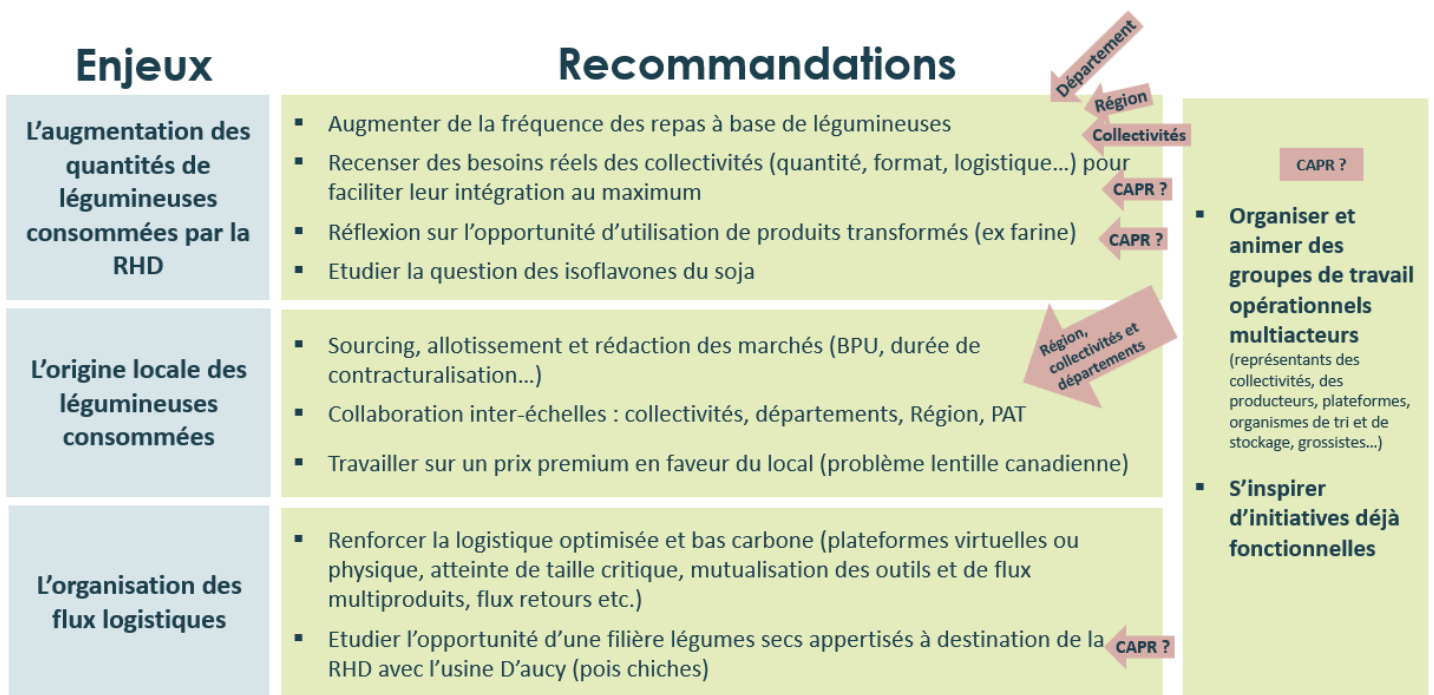 Enjeux
Recommandations
Département
Région
Collectivités
L'augmentation des
quantités de
légumineuses
consommées par la
RHD
▪ Augmenter de la fréquence des repas à base de légumineuses
▪ Recenser des besoins réels des collectivités (quantité, format, logistique…) pour
faciliter leur intégration au maximum
CAPR ?
▪ Réflexion sur l'opportunité d'utilisation de produits transformés (ex farine)
CAPR ?
▪ Etudier la question des isoflavones du soja
L'origine locale des
légumineuses
consommées
▪ Sourcing, allotissement et rédaction des marchés (BPU, durée de
contracturalisation…)
Région,
collectivités et
départements
▪ Collaboration inter-échelles : collectivités, départements, Région, PAT
▪ Travailler sur un prix premium en faveur du local (problème lentille canadienne)
L'organisation des
flux logistiques
▪ Renforcer la logistique optimisée et bas carbone (plateformes virtuelles ou
physique, atteinte de taille critique, mutualisation des outils et de flux
multiproduits, flux retours etc.)
▪ Etudier l'opportunité d'une filière légumes secs appertisés à destination de la
RHD avec l'usine D'aucy (pois chiches)
CAPR ?
CAPR ?
▪ Organiser et
animer des
groupes de travail
opérationnels
multiacteurs
(représentants des
collectivités, des
producteurs, plateformes,
organismes de tri et de
stockage, grossistes…)
▪ S'inspirer
d'initiatives déjà
fonctionnelles